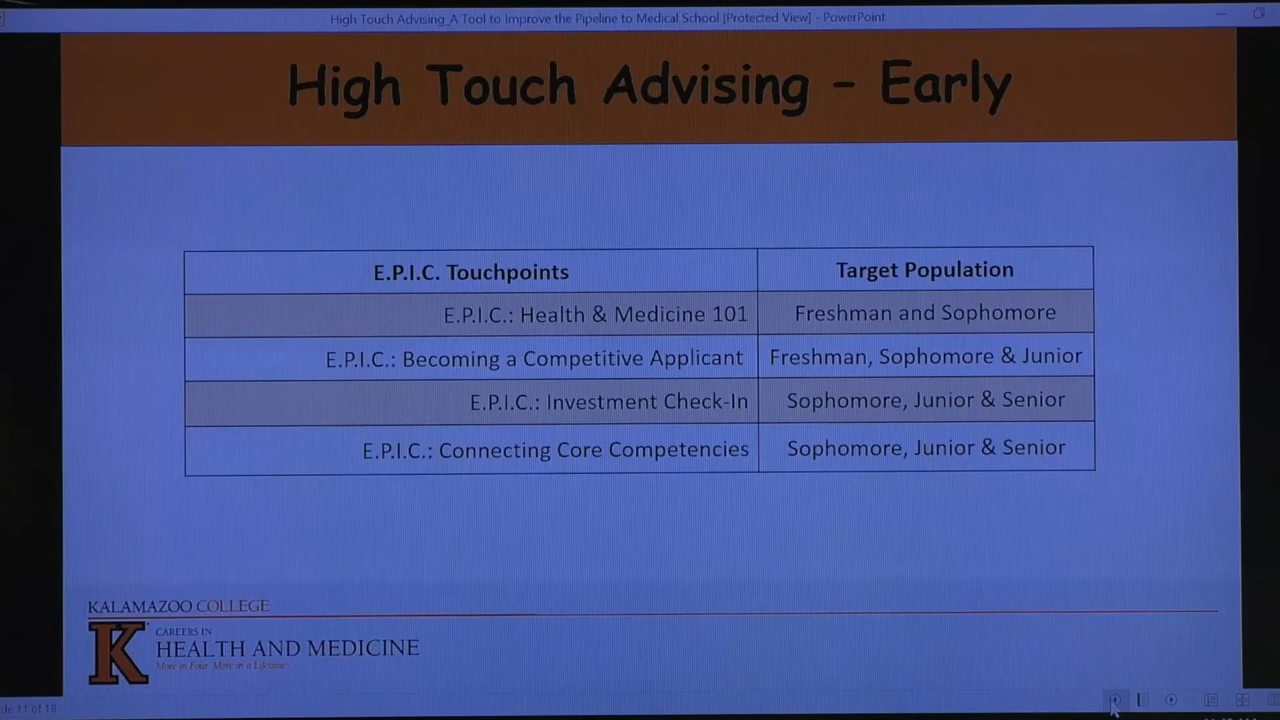 High Touch Advising_A Tool to Improve the Pipeline to Medical School [Protected View] - PowerPoint
High Touch Advising - Early
E.P.I.C. Touchpoints Target Population
E.P.I.C.: Health & Medicine 101 Freshman and Sophomore
E.P.I.C.: Becoming a Competitive Applicant Freshman, Sophomore & Junior
E.P.I.C.: Investment Check-In Sophomore, Junior & Senior
E.P.I.C.: Connecting Core Competencies Sophomore, Junior & Senior
KALAMAZOO COLLEGE
K CAREERS IN
HEALTH AND MEDICINE
More in Four. More in a Lifetime.
de 11 of 18